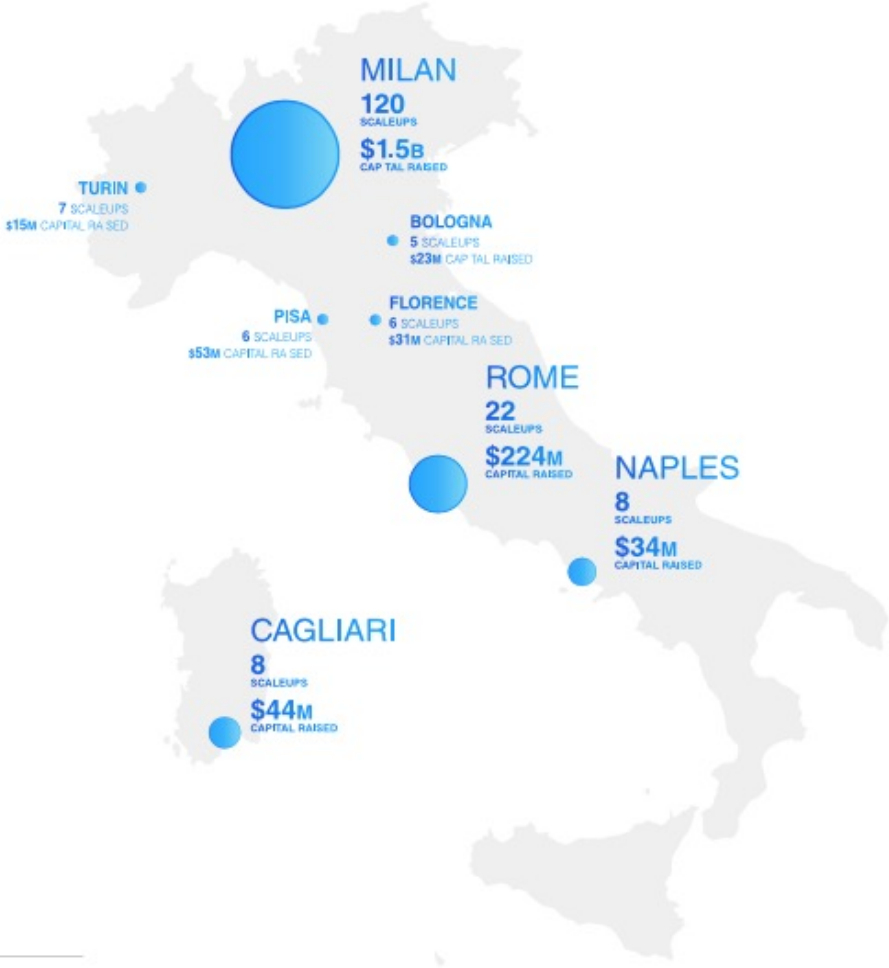 MILAN
120
SCALEUPS
$1.5B
CAP TAL RAISED
TURIN
7 SCALEUPS
$15M CAPITAL RA SED
BOLOGNA
5 SCALEUPS
$23M CAP TAL RAISED
PISA
6 SCALEUPS
$53M CAPITAL RA SED
FLORENCE
6 SCALEUPS
$31M CAPITAL RA SED
ROME
22
SCALEUPS
$224M
CAPITAL RAISED
NAPLES
8
SCALEUPS
$34M
CAPITAL RAISED
CAGLIARI
8
SCALEUPS
$44M
CAPITAL RAISED